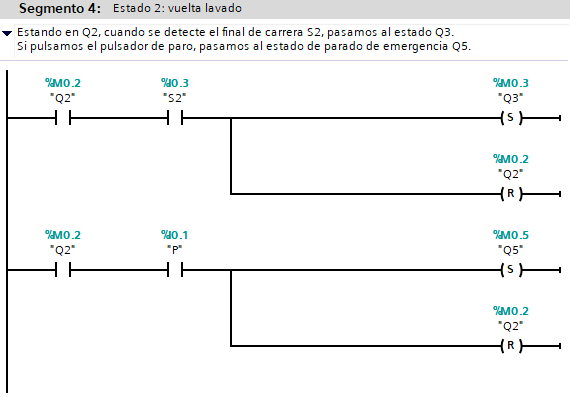 Segmento 4: Estado 2: vuelta lavado
Estando en Q2, cuando se detecte el final de carrera S2, pasamos al estado Q3.
Si pulsamos el pulsador de paro, pasamos al estado de parado de emergencia Q5.
%M0.2 %I0.3 %M0.3
"Q2" "S2" "Q3"
S
%M0.2
"Q2"
R
%M0.2 %I0.1 %M0.5
"Q2" "P" "Q5"
S
%M0.2
"Q2"
R